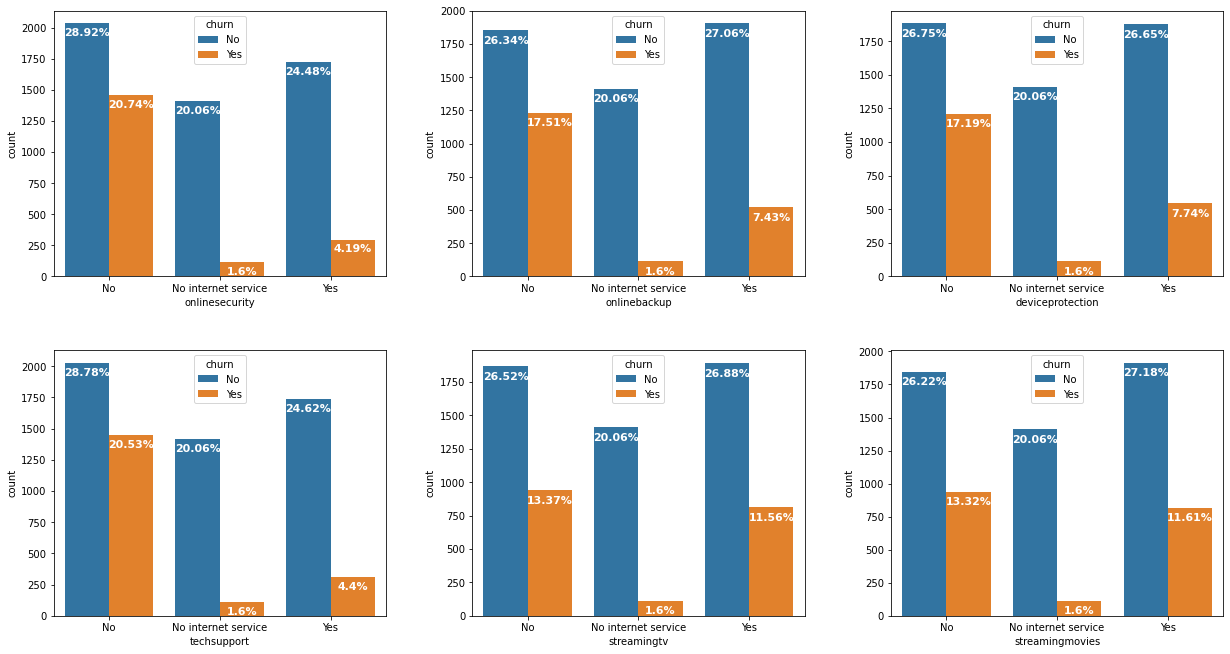 churn
No
Yes
28.92%
20.74%
20.06%
1.6%
24.48%
4.19%
2000
1750
1500
1250
1000
750
500
250
0
count
No No internet service Yes
onlinesecurity
churn
No
Yes
26.34%
17.51%
20.06%
1.6%
27.06%
7.43%
2000
1750
1500
1250
1000
750
500
250
0
count
No No internet service Yes
onlinebackup
churn
No
Yes
26.75%
17.19%
20.06%
1.6%
26.65%
7.74%
1750
1500
1250
1000
750
500
250
0
count
No No internet service Yes
deviceprotection
churn
No
Yes
28.78%
20.53%
20.06%
1.6%
24.62%
4.4%
2000
1750
1500
1250
1000
750
500
250
0
count
No No internet service Yes
techsupport
churn
No
Yes
26.52%
13.37%
20.06%
1.6%
26.88%
11.56%
1750
1500
1250
1000
750
500
250
0
count
No No internet service Yes
streamingtv
churn
No
Yes
26.22%
13.32%
20.06%
1.6%
27.18%
11.61%
2000
1750
1500
1250
1000
750
500
250
0
count
No No internet service Yes
streamingmovies